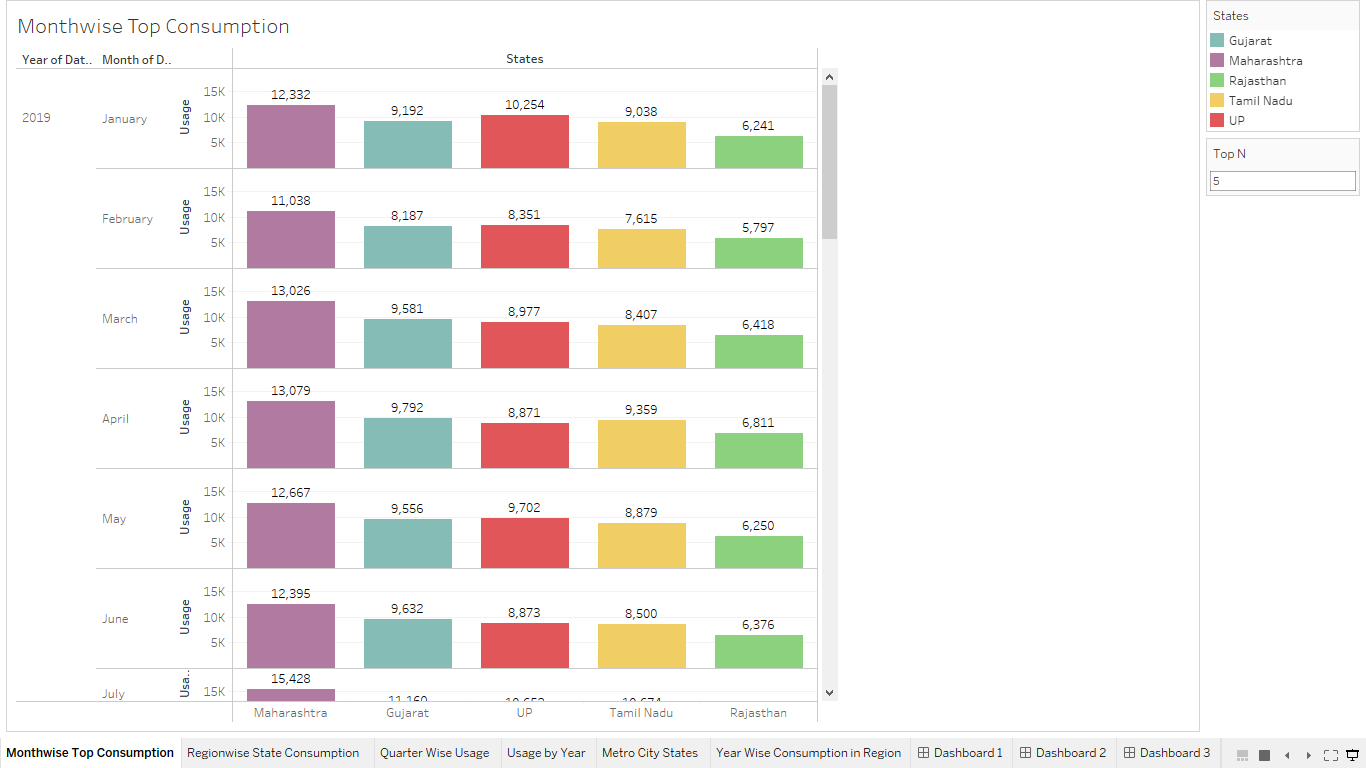 Monthwise Top Consumption
Year of Dat.. Month of D.. States
2019
January
Usage
15K
10K
5K
12,332 9,192 10,254 9,038 6,241
February
Usage
15K
10K
5K
11,038 8,187 8,351 7,615 5,797
March
Usage
15K
10K
5K
13,026 9,581 8,977 8,407 6,418
April
Usage
15K
10K
5K
13,079 9,792 8,871 9,359 6,811
May
Usage
15K
10K
5K
12,667 9,556 9,702 8,879 6,250
June
Usage
15K
10K
5K
12,395 9,632 8,873 8,500 6,376
July
Usa..
15K
15,428
Maharashtra Gujarat UP Tamil Nadu Rajasthan
States
Gujarat
Maharashtra
Rajasthan
Tamil Nadu
UP
Top N
5
Monthwise Top Consumption Regionwise State Consumption Quarter Wise Usage Usage by Year Metro City States Year Wise Consumption in Region Dashboard 1 Dashboard 2 Dashboard 3